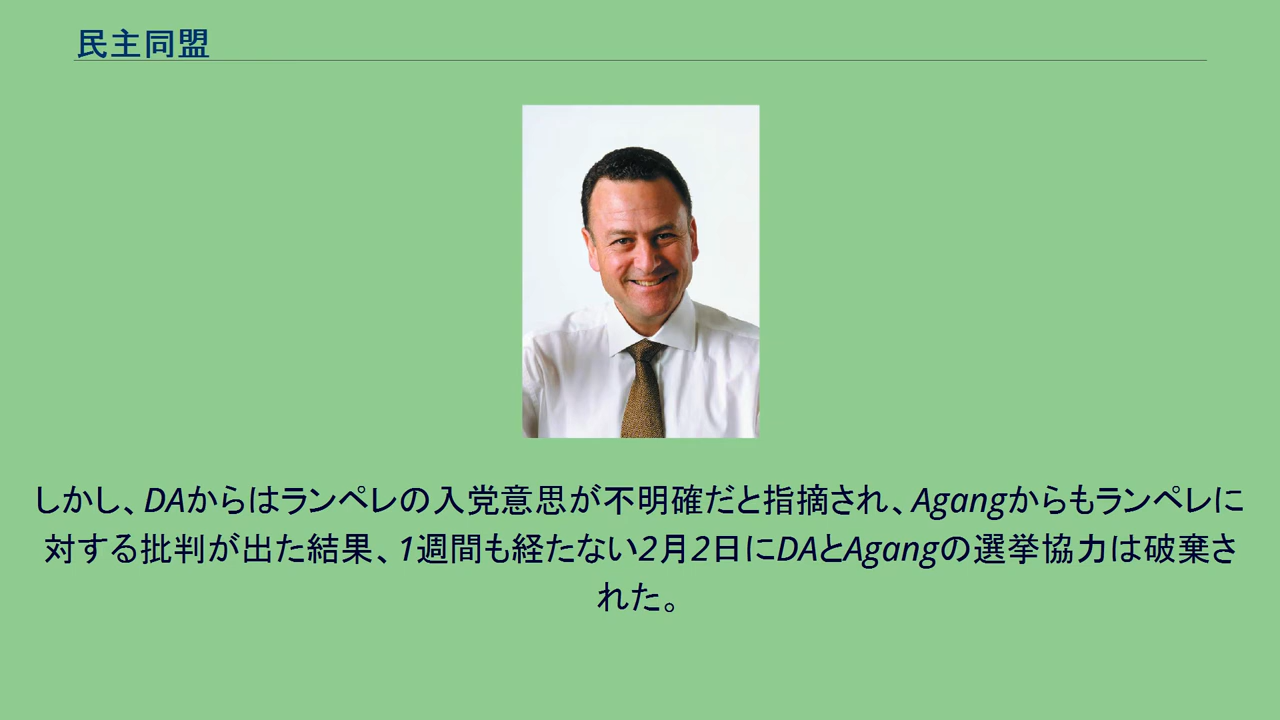 民主同盟
しかし、DAからはランペレの入党意思が不明確だと指摘され、Agangからもランペレに
対する批判が出た結果、1週間も経たない2月2日にDAとAgangの選挙協力は破棄さ
れた。